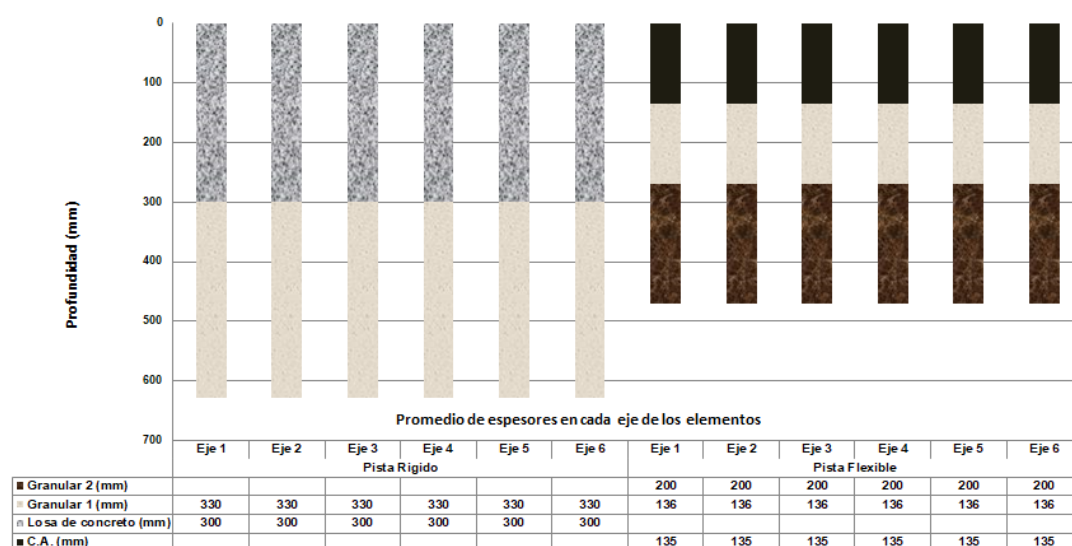 Profundidad (mm)
0
100
200
300
400
500
600
700
Promedio de espesores en cada eje de los elementos
Eje 1 Eje 2 Eje 3 Eje 4 Eje 5 Eje 6 Eje 1 Eje 2 Eje 3 Eje 4 Eje 5 Eje 6
Pista Rigido Pista Flexible
Granular 2 (mm) 200 200 200 200 200 200
Granular 1 (mm) 330 330 330 330 330 330 136 136 136 136 136 136
Losa de concreto (mm) 300 300 300 300 300 300
C.A. (mm) 135 135 135 135 135 135